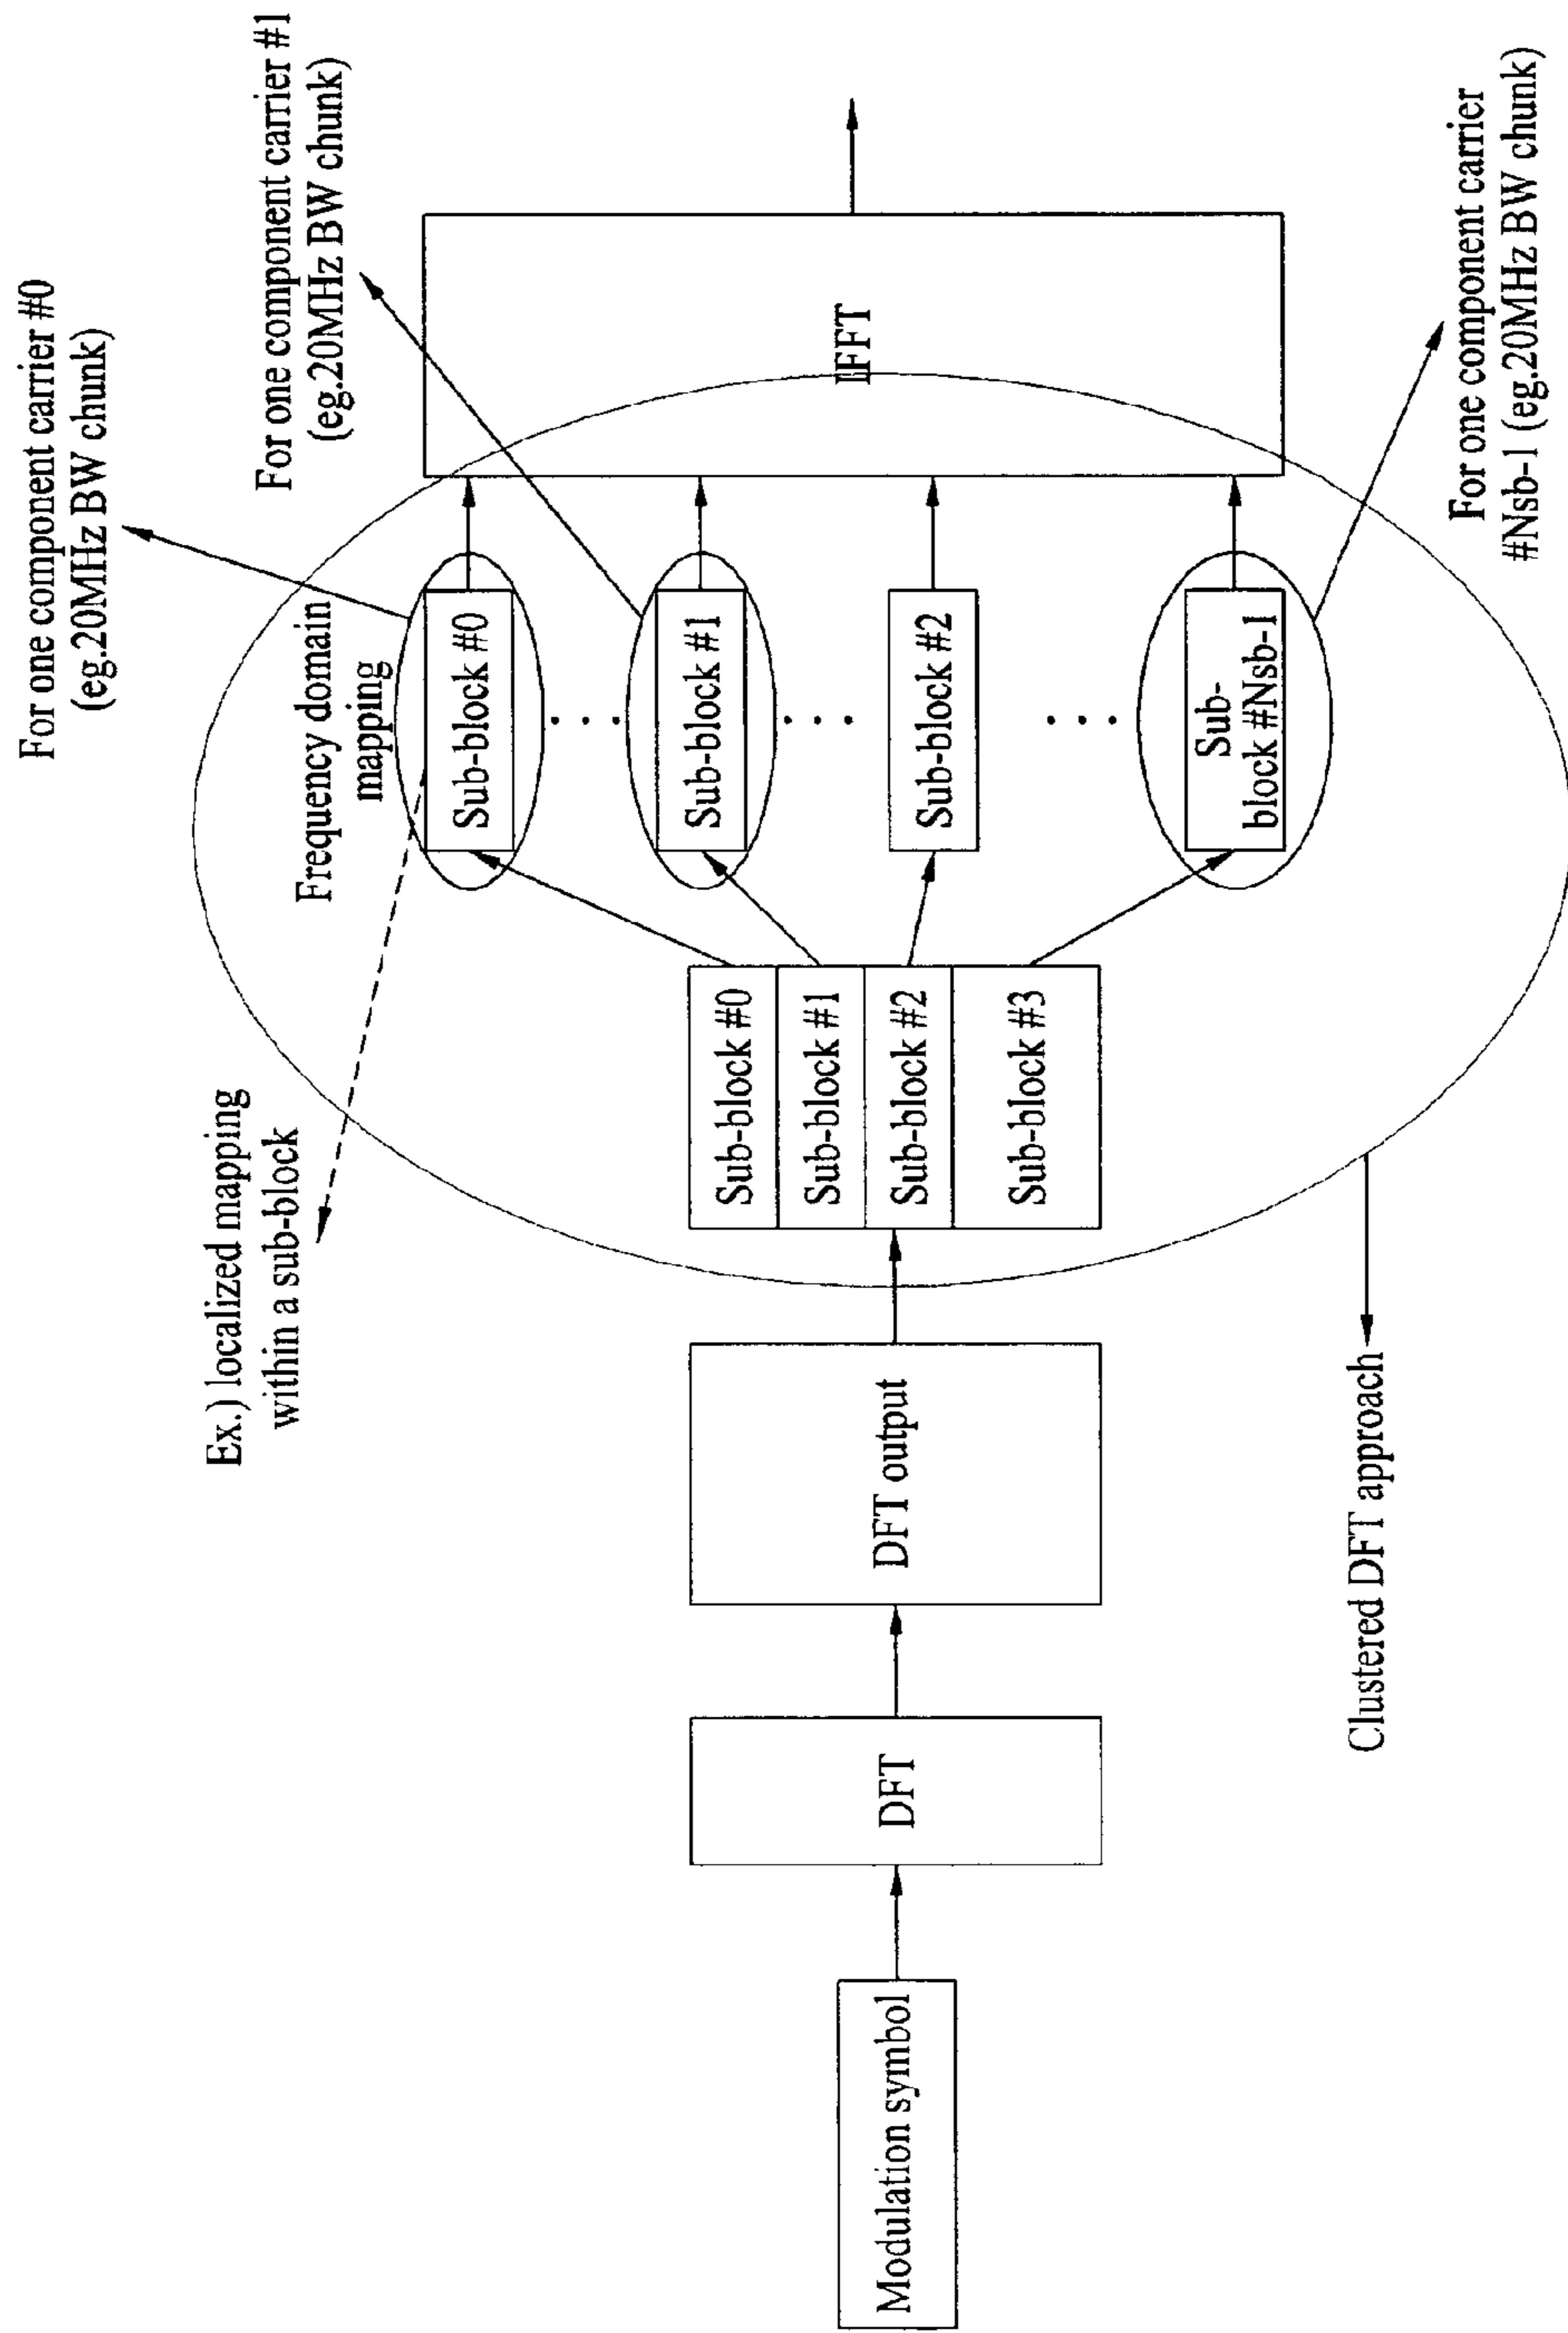 For one component carrier #0
(eg.20MHz BW chunk)
For one component carrier #1
(eg.20MHz BW chunk)
Ex.) localized mapping
within a sub-block
Frequency domain
mapping
Modulation symbol
DFT
DFT output
Sub-block #0
Sub-block #1
Sub-block #2
Sub-block #3
Sub-block #0
Sub-block #1
Sub-block #2
Sub-
block #Nsb-1
IFFT
Clustered DFT approach
For one component carrier
#Nsb-1 (eg.20MHz BW chunk)